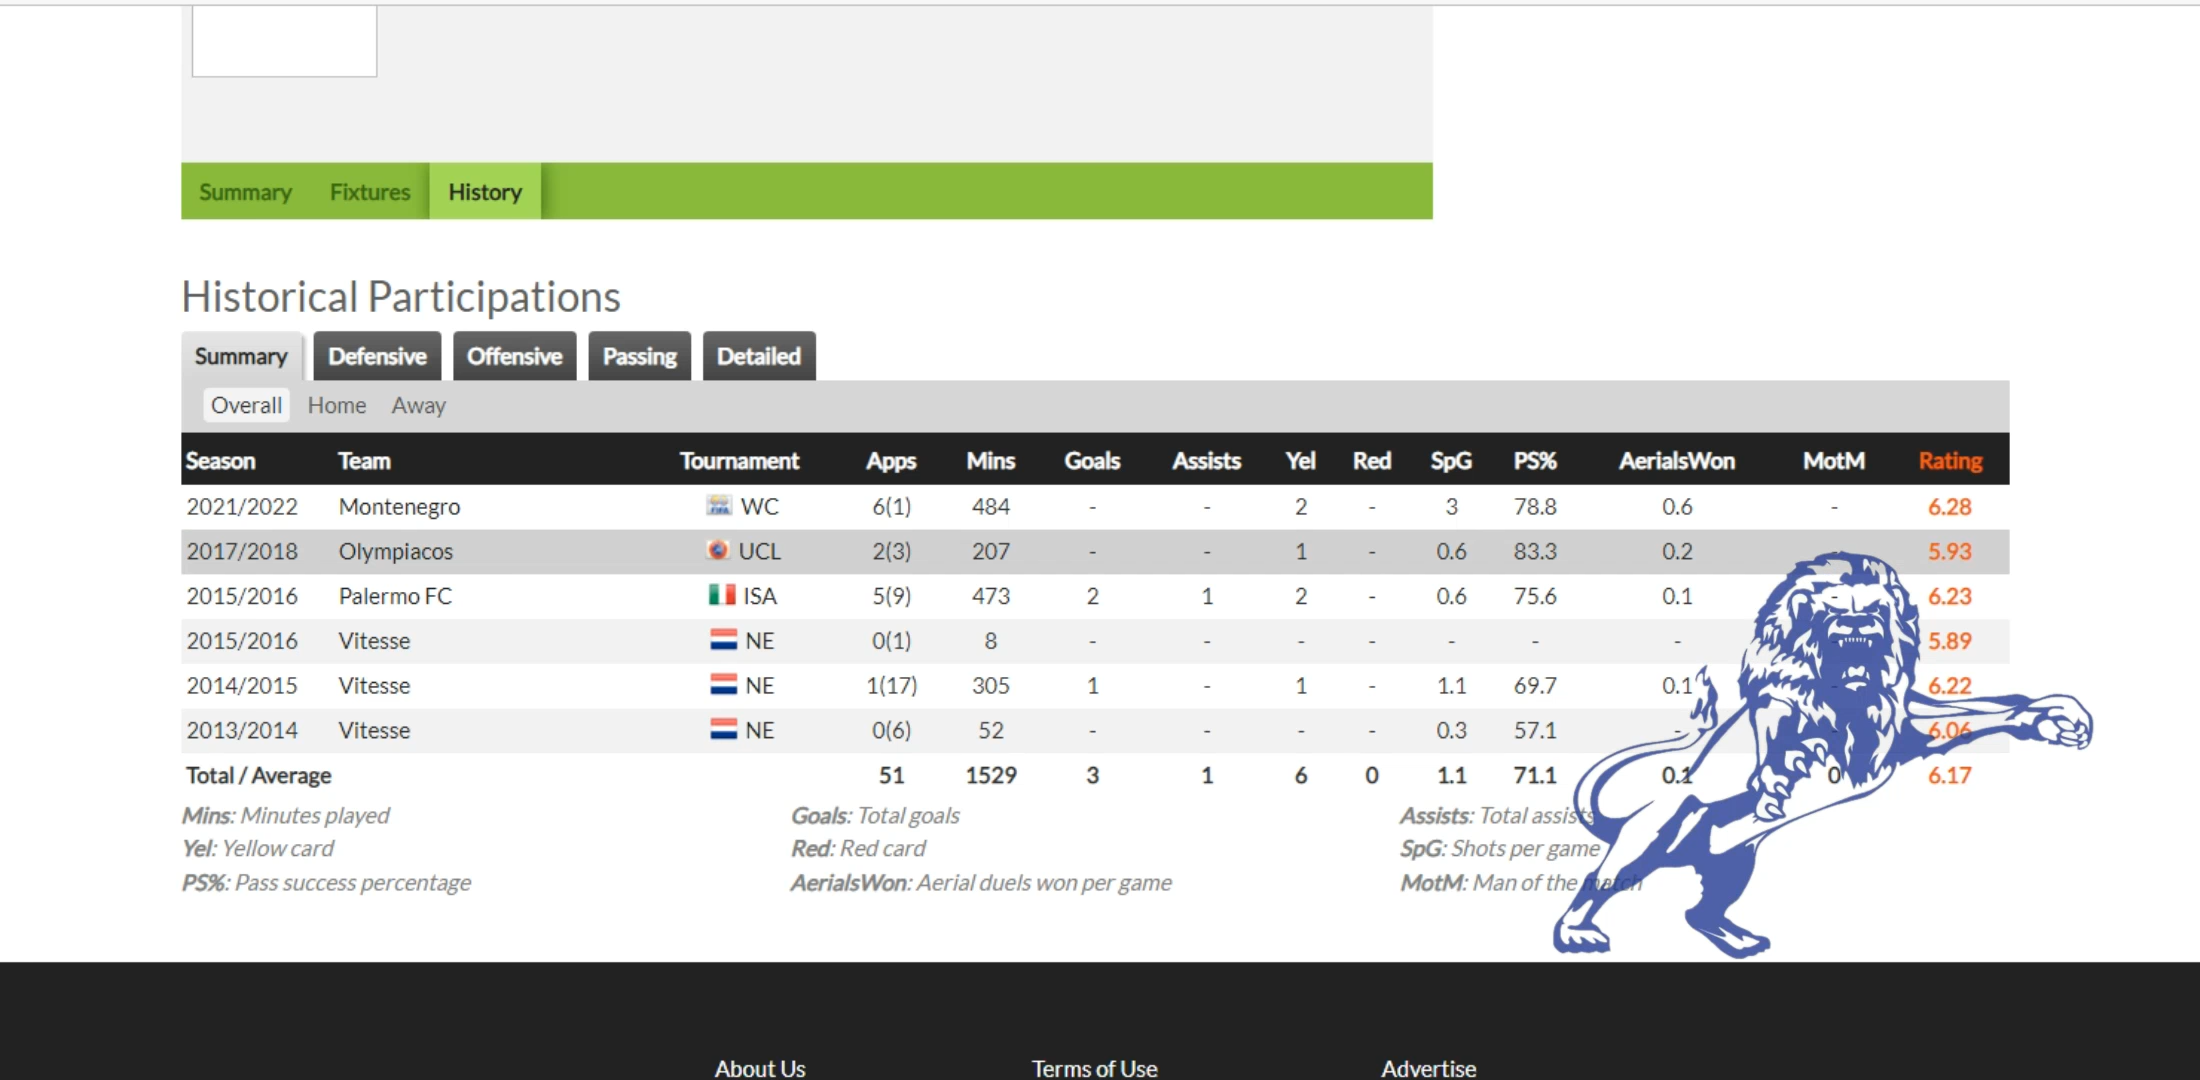 Summary Fixtures History
Historical Participations
Summary Defensive Offensive Passing Detailed
Overall Home Away
Season Team Tournament Apps Mins Goals Assists Yel Red SpG PS% AerialsWon MotM Rating
2021/2022 Montenegro WC 6(1) 484 - - 2 - 3 78.8 0.6 - 6.28
2017/2018 Olympiacos UCL 2(3) 207 - - 1 - 0.6 83.3 0.2 - 5.93
2015/2016 Palermo FC ISA 5(9) 473 2 1 2 - 0.6 75.6 0.1 - 6.23
2015/2016 Vitesse NE 0(1) 8 - - - - - - - - 5.89
2014/2015 Vitesse NE 1(17) 305 1 - 1 - 1.1 69.7 0.1 - 6.22
2013/2014 Vitesse NE 0(6) 52 - - - - 0.3 57.1 - - 6.06
Total / Average 51 1529 3 1 6 0 1.1 71.1 0.1 0 6.17
Mins: Minutes played Goals: Total goals Assists: Total assists
Yel: Yellow card Red: Red card SpG: Shots per game
PS%: Pass success percentage AerialsWon: Aerial duels won per game MotM: Man of the match
About Us Terms of Use Advertise